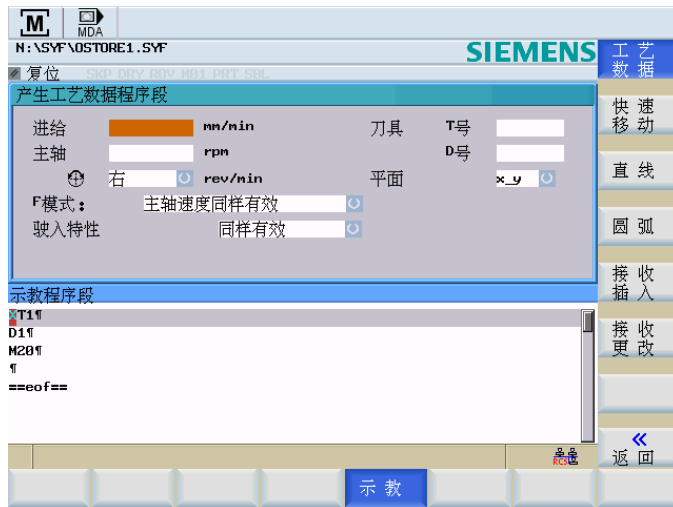 M
MDA
N:\SYF\OSTORE1.SYF
SIEMENS
复位 SKP DRY ROV M01 PRT SBL
产生工艺数据程序段
进给 mm/min 刀具 T号
主轴 rpm D号
右 rev/min 平面 x_y
F模式: 主轴速度同样有效
驶入特性 同样有效
示教程序段
T1¶
D1¶
M20¶
¶
==eof==
RCS
示教
工艺
数据
快速
移动
直线
圆弧
接收
插入
接收
更改
«
返回